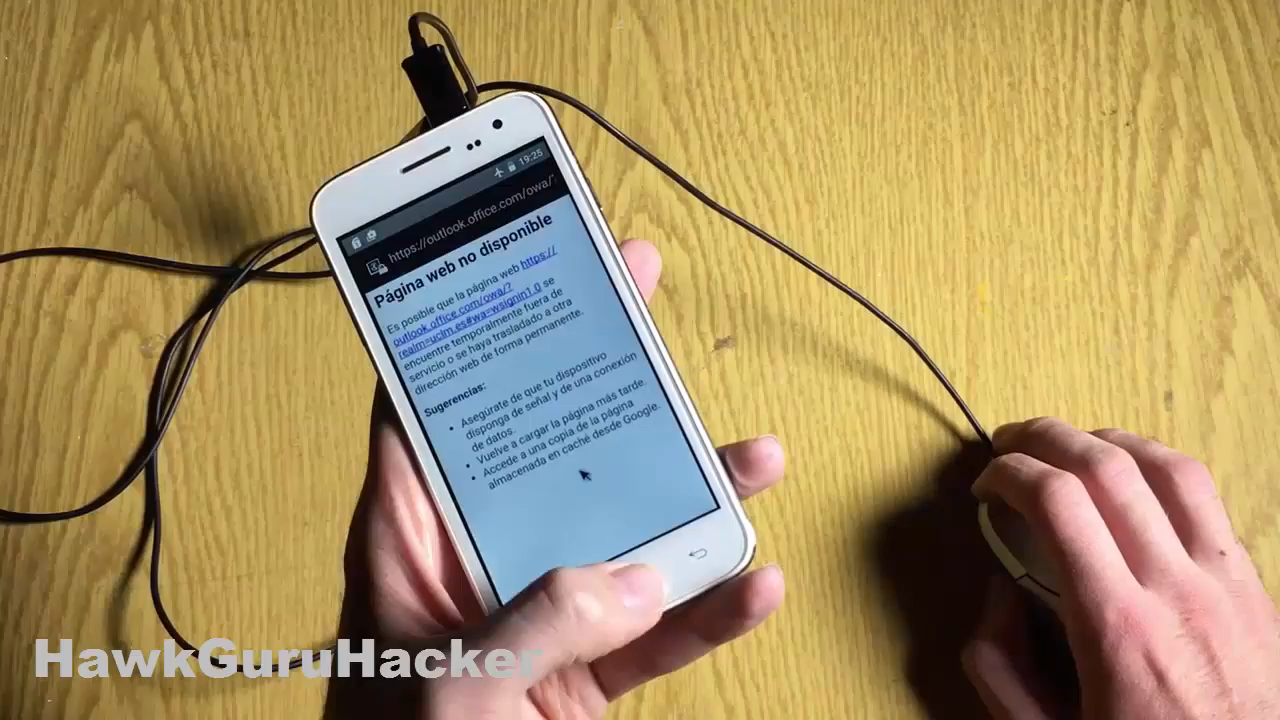 19:25
https://outlook.office.com/owa/
Página web no disponible
Es posible que la página web https://
outlook.office.com/owa/?
realm=uclm.es#wa=wsignin1.0 se
encuentre temporalmente fuera de
servicio o se haya trasladado a otra
dirección web de forma permanente.
Sugerencias:
• Asegúrate de que tu dispositivo
disponga de señal y de una conexión
de datos.
• Vuelve a cargar la página más tarde.
• Accede a una copia de la página
almacenada en caché desde Google.
HawkGuruHacker